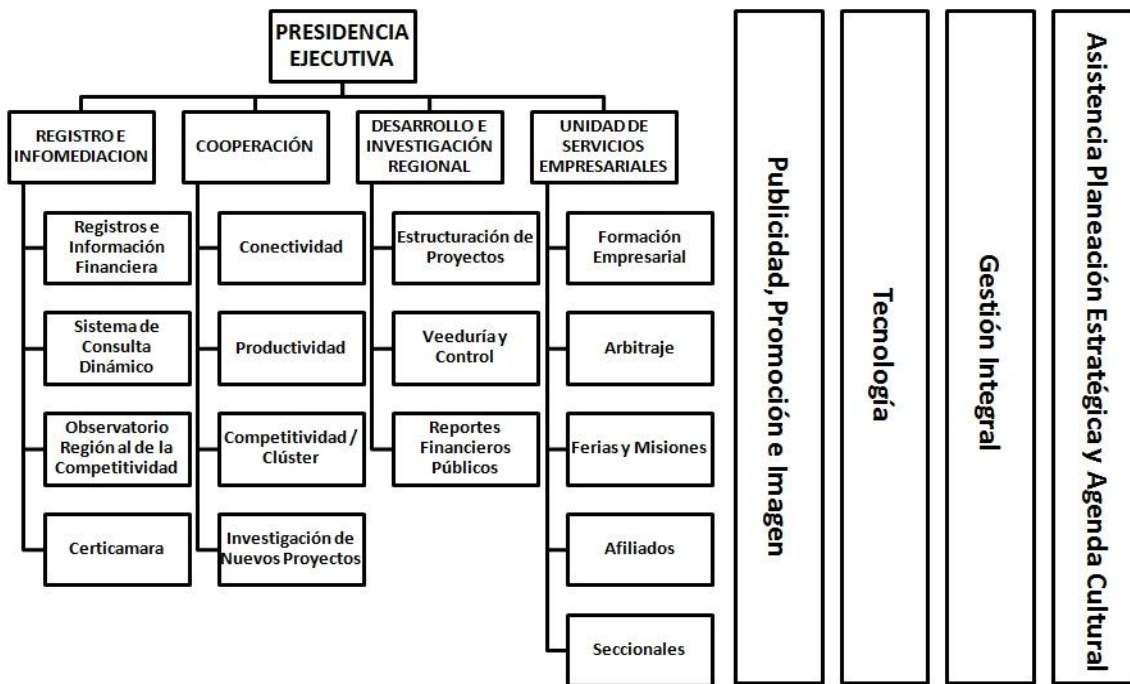 PRESIDENCIA
EJECUTIVA
REGISTRO E
INFOMEDIACION
COOPERACIÓN
DESARROLLO E
INVESTIGACIÓN
REGIONAL
UNIDAD DE
SERVICIOS
EMPRESARIALES
Registros e
Información
Financiera
Sistema de
Consulta
Dinámico
Observatorio
Región al de la
Competitividad
Certicamara
Conectividad
Productividad
Competitividad /
Clúster
Investigación de
Nuevos Proyectos
Estructuración de
Proyectos
Veeduría y
Control
Reportes
Financieros
Públicos
Formación
Empresarial
Arbitraje
Ferias y Misiones
Afiliados
Seccionales
Publicidad, Promoción e Imagen
Tecnología
Gestión Integral
Asistencia Planeación Estratégica y Agenda Cultural